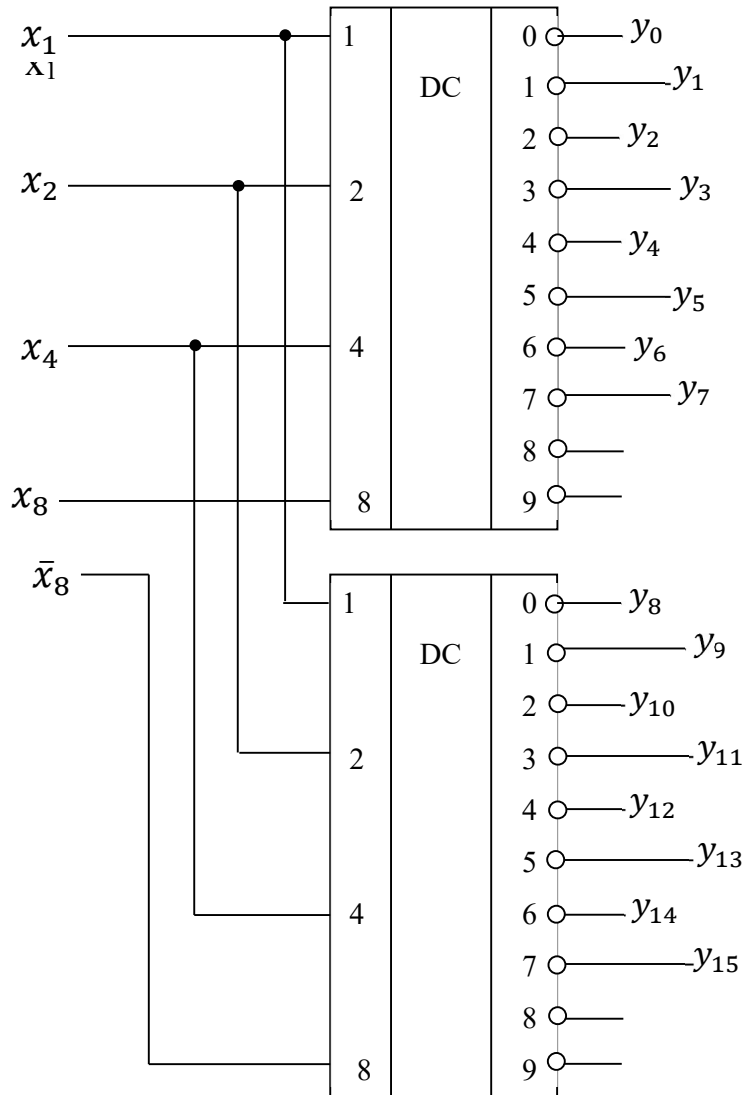 x₁ 1 DC 0 y₀
x₁
1 y₁
2 y₂
x₂ 2 3 y₃
4 y₄
5 y₅
x₄ 4 6 y₆
7 y₇
8
x₈ 8 9
x̄₈
1 DC 0 y₈
1 y₉
2 y₁₀
2 3 y₁₁
4 y₁₂
5 y₁₃
4 6 y₁₄
7 y₁₅
8
8 9